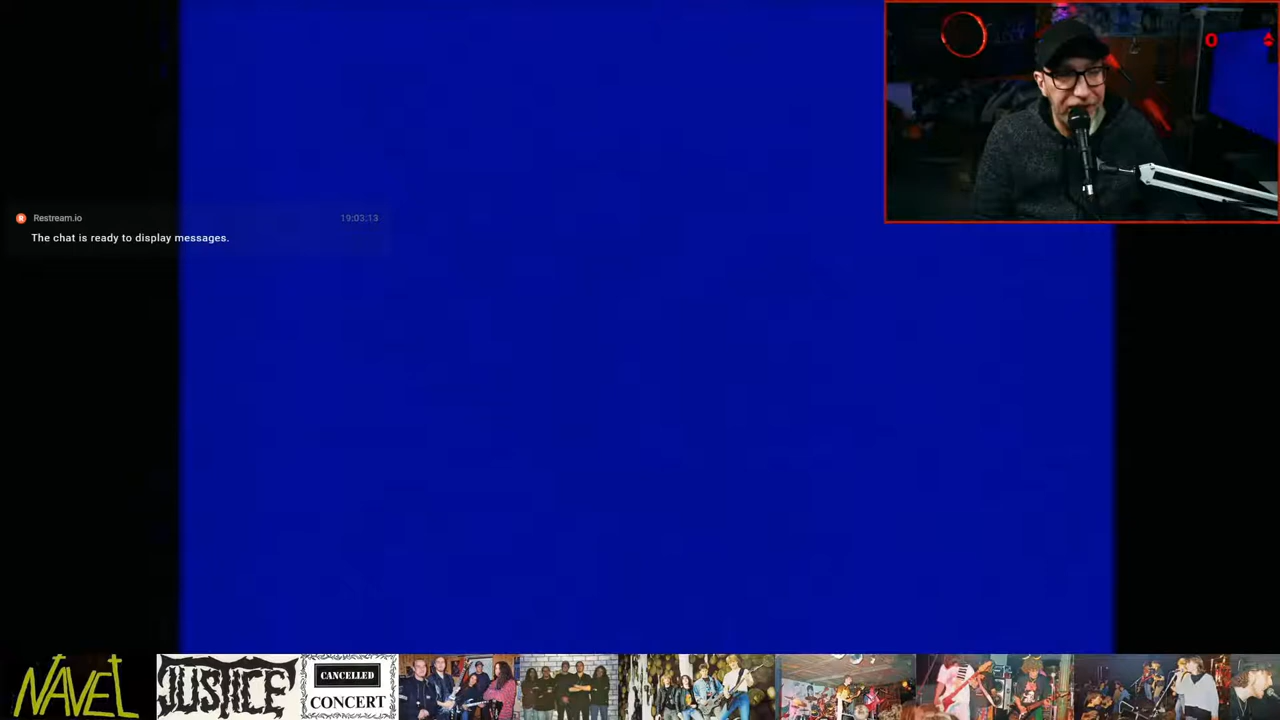 Restream.io 19:03:13
The chat is ready to display messages.
NAVEL
JUSTICE
CANCELLED
CONCERT